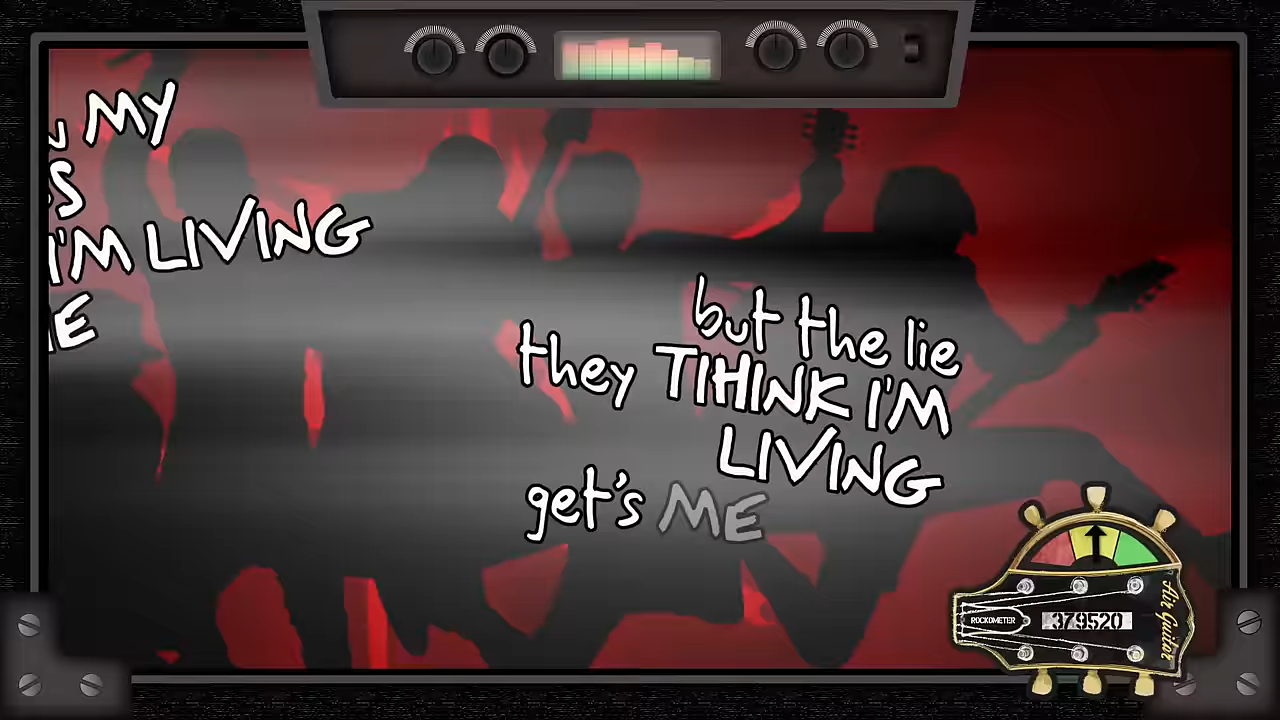 MY
S
I'M LIVING
E
but the lie
they TIHINK I'M
LIVING
get's ME
ROCKOMETER
379520
Air Guitar